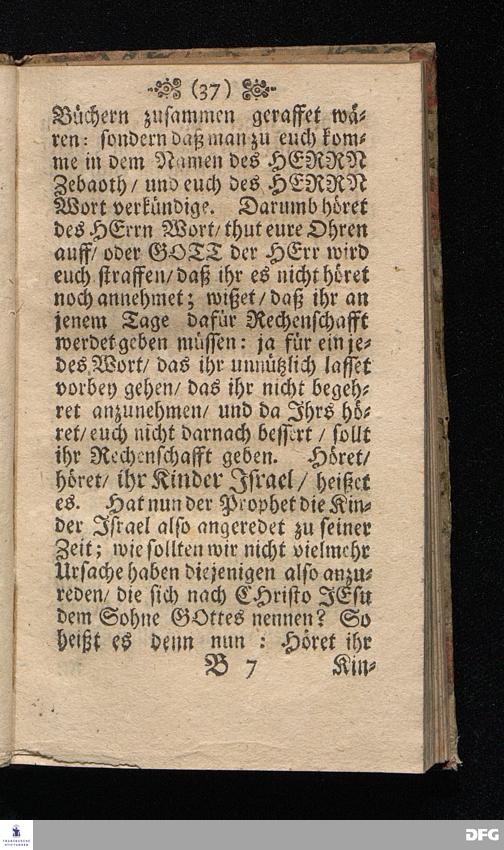 (37)
Büchern zusammen geraffet wä-
ren: sondern daß man zu euch kom-
me in dem Namen des HERRN
Zebaoth/ und euch des HERRN
Wort verkündige. Darumb höret
des HErrn Wort/ thut eure Ohren
auff/ oder GOTT der HErr wird
euch straffen/ daß ihr es nicht höret
noch annehmet; wißet/ daß ihr an
jenem Tage dafür Rechenschafft
werdet geben müssen: ja für ein je-
des Wort/ das ihr unnützlich lasset
vorbey gehen/ das ihr nicht begeh-
ret anzunehmen/ und da Jhrs hö-
ret/ euch nicht darnach bessert / sollt
ihr Rechenschafft geben. Höret/
höret/ ihr Kinder Jsrael/ heißet
es. Hat nun der Prophet die Kin-
der Jsrael also angeredet zu seiner
Zeit; wie sollten wir nicht vielmehr
Ursache haben diejenigen also anzu-
reden/ die sich nach CHristo JEsu
dem Sohne GOttes nennen? So
heißt es denn nun : Höret ihr
B 7 Kin-
FRANCKESCHE STIFTUNGEN
DFG